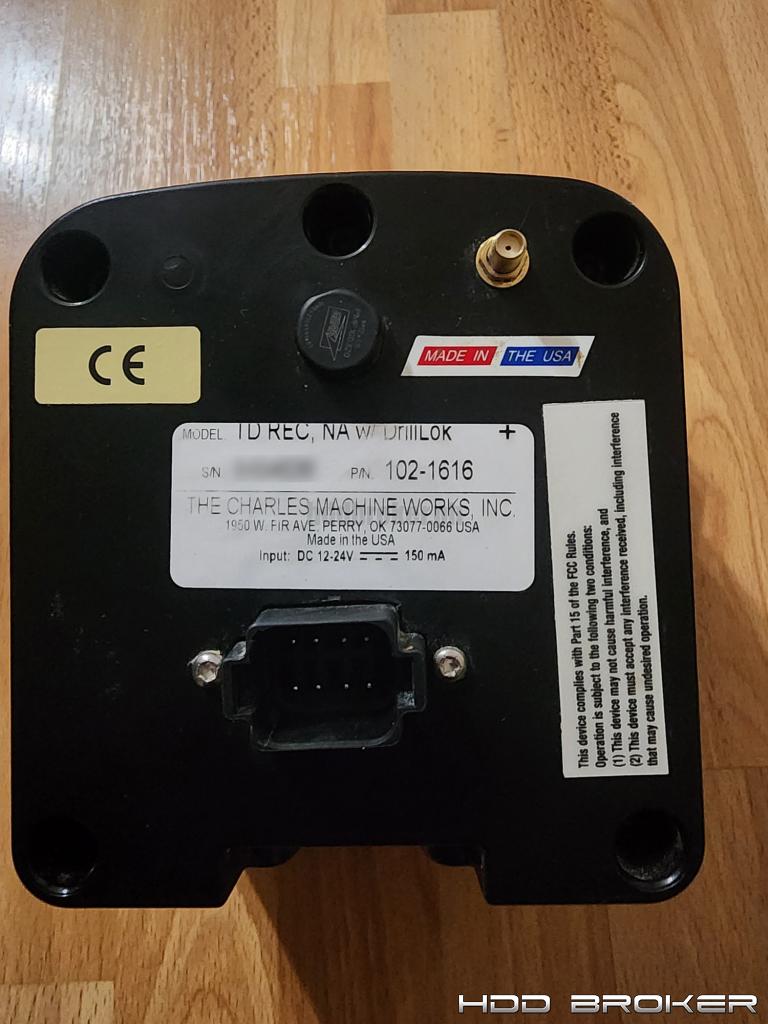 CE
MADE IN THE USA
MODEL TD REC, NA W/ DrillLok +
S/N P/N 102-1616
THE CHARLES MACHINE WORKS, INC.
1950 W. FIR AVE. PERRY, OK 73077-0066 USA
Made in the USA
Input: DC 12-24V 150 mA
This device complies with Part 15 of the FCC Rules.
Operation is subject to the following two conditions:
(1) This device may not cause harmful interference, and
(2) This device must accept any interference received, including interference
that may cause undesired operation.
HDD BROKER